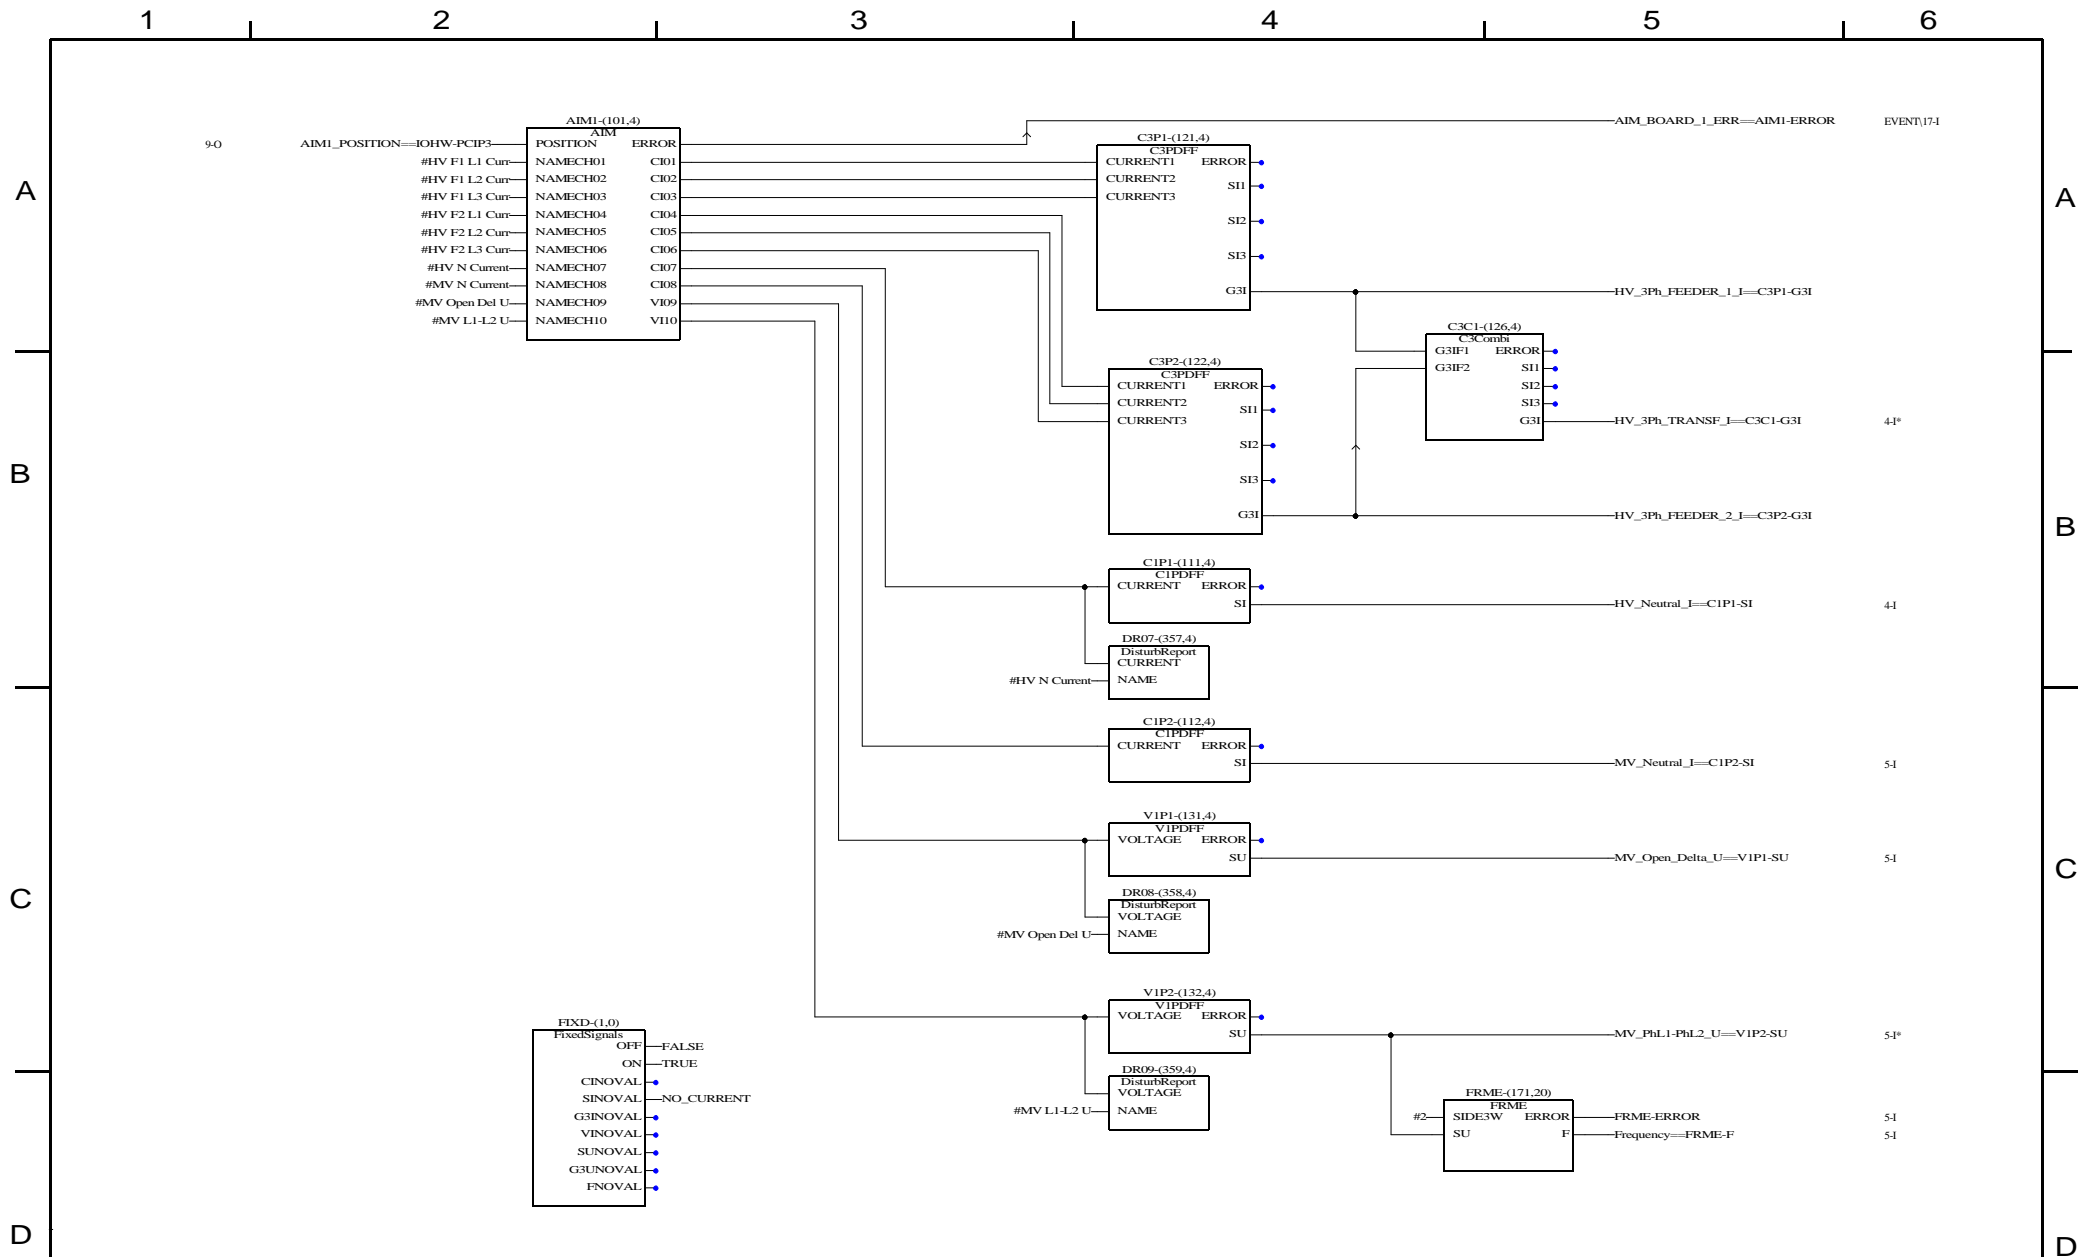 1 2 3 4 5 6
A A
B B
C C
D D
9-O
AIM1_POSITION==IOHW-PCIP3
#HV F1 L1 Curr
#HV F1 L2 Curr
#HV F1 L3 Curr
#HV F2 L1 Curr
#HV F2 L2 Curr
#HV F2 L3 Curr
#HV N Current
#MV N Current
#MV Open Del U
#MV L1-L2 U
AIM1-(101,4)
AIM
POSITION ERROR
NAMECH01 CI01
NAMECH02 CI02
NAMECH03 CI03
NAMECH04 CI04
NAMECH05 CI05
NAMECH06 CI06
NAMECH07 CI07
NAMECH08 CI08
NAMECH09 VI09
NAMECH10 VI10
AIM_BOARD_1_ERR==AIM1-ERROR EVENT\17-I
C3P1-(121,4)
C3PDFF
CURRENT1 ERROR
CURRENT2
SI1
CURRENT3
SI2
SI3
G3I
HV_3Ph_FEEDER_1_I==C3P1-G3I
C3C1-(126,4)
C3Combi
G3IF1 ERROR
G3IF2 SI1
SI2
SI3
G3I
HV_3Ph_TRANSF_I==C3C1-G3I 4-I*
C3P2-(122,4)
C3PDFF
CURRENT1 ERROR
CURRENT2
SI1
CURRENT3
SI2
SI3
G3I
HV_3Ph_FEEDER_2_I==C3P2-G3I
C1P1-(111,4)
C1PDFF
CURRENT ERROR
SI
HV_Neutral_I==C1P1-SI 4-I
DR07-(357,4)
DisturbReport
CURRENT
#HV N Current NAME
C1P2-(112,4)
C1PDFF
CURRENT ERROR
SI
MV_Neutral_I==C1P2-SI 5-I
V1P1-(131,4)
V1PDFF
VOLTAGE ERROR
SU
MV_Open_Delta_U==V1P1-SU 5-I
DR08-(358,4)
DisturbReport
VOLTAGE
#MV Open Del U NAME
V1P2-(132,4)
V1PDFF
VOLTAGE ERROR
SU
MV_PhL1-PhL2_U==V1P2-SU 5-I*
DR09-(359,4)
DisturbReport
VOLTAGE
#MV L1-L2 U NAME
FRME-(171,20)
FRME
#2 SIDE3W ERROR FRME-ERROR 5-I
SU F Frequency==FRME-F 5-I
FIXD-(1,0)
FixedSignals
OFF FALSE
ON TRUE
CINOVAL
SINOVAL NO_CURRENT
G3INOVAL
VINOVAL
SUNOVAL
G3UNOVAL
FNOVAL